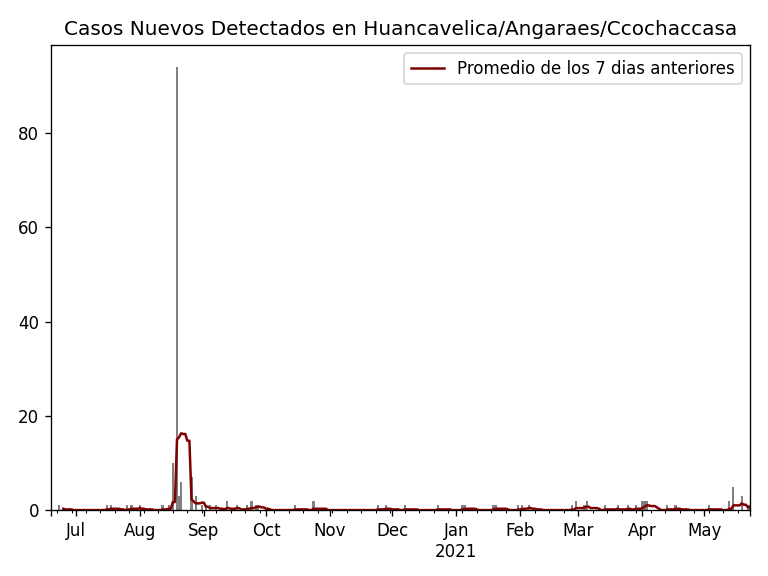 Casos Nuevos Detectados en Huancavelica/Angaraes/Ccochaccasa
Promedio de los 7 dias anteriores
80
60
40
20
0
Jul Aug Sep Oct Nov Dec Jan Feb Mar Apr May
2021